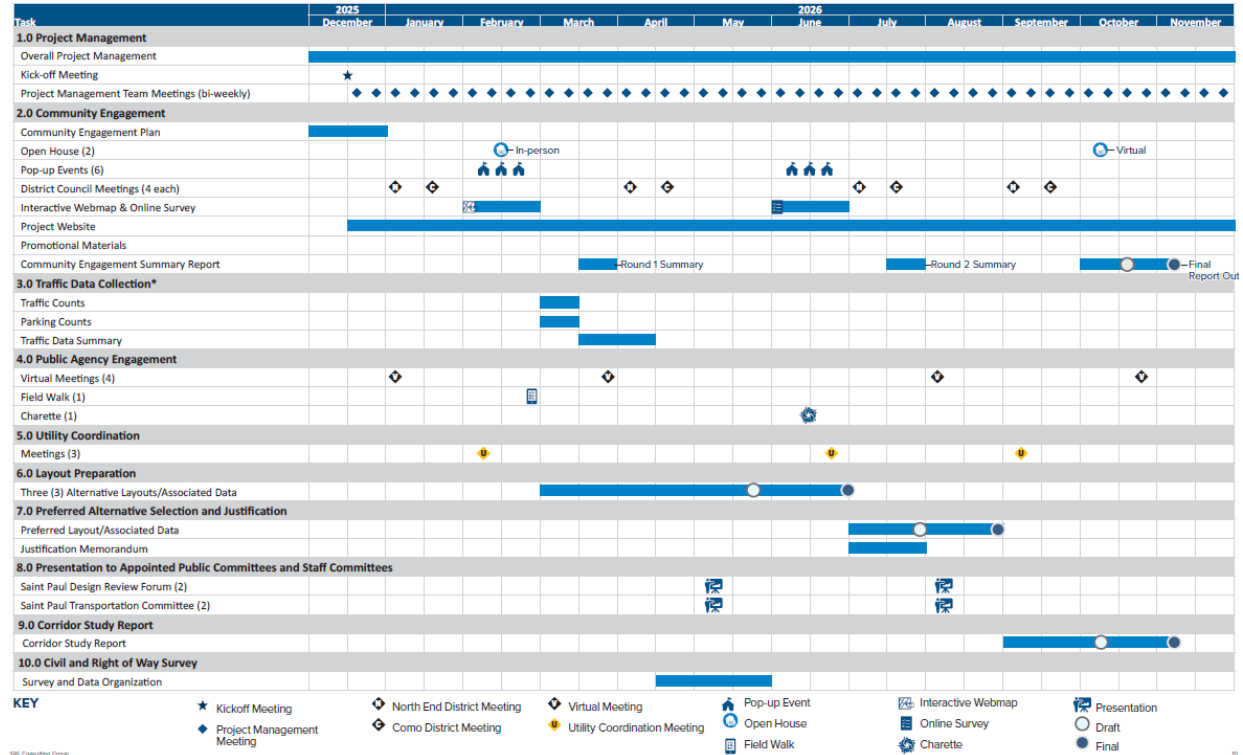 2025 2026
Task December January February March April May June July August September October November
1.0 Project Management
Overall Project Management
Kick-off Meeting
Project Management Team Meetings (bi-weekly)
2.0 Community Engagement
Community Engagement Plan
Open House (2) In-person Virtual
Pop-up Events (6)
District Council Meetings (4 each) N C N C N C N C
Interactive Webmap & Online Survey
Project Website
Promotional Materials
Community Engagement Summary Report Round 1 Summary Round 2 Summary Final
Report Out
3.0 Traffic Data Collection*
Traffic Counts
Parking Counts
Traffic Data Summary
4.0 Public Agency Engagement
Virtual Meetings (4) V V V V
Field Walk (1)
Charette (1)
5.0 Utility Coordination
Meetings (3) U U U
6.0 Layout Preparation
Three (3) Alternative Layouts/Associated Data
7.0 Preferred Alternative Selection and Justification
Preferred Layout/Associated Data
Justification Memorandum
8.0 Presentation to Appointed Public Committees and Staff Committees
Saint Paul Design Review Forum (2)
Saint Paul Transportation Committee (2)
9.0 Corridor Study Report
Corridor Study Report
10.0 Civil and Right of Way Survey
Survey and Data Organization
KEY
Kickoff Meeting N North End District Meeting V Virtual Meeting Pop-up Event Interactive Webmap Presentation
Project Management C Como District Meeting U Utility Coordination Meeting Open House Online Survey Draft
Meeting Field Walk Charette Final